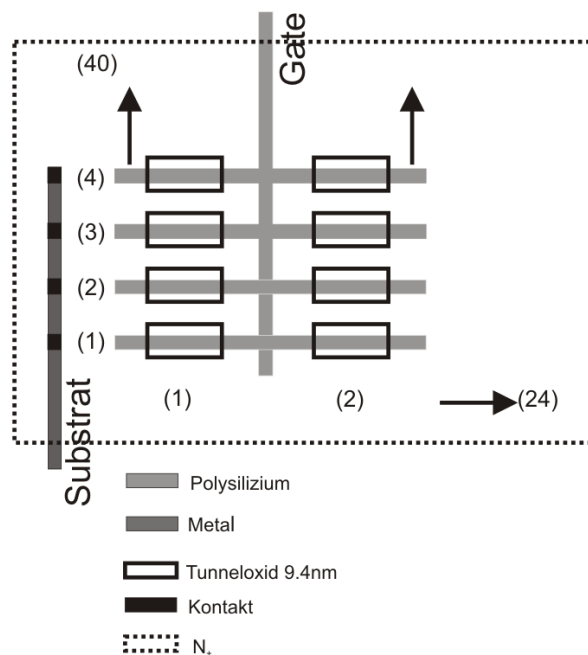 Gate
(40)
(4)
(3)
(2)
(1)
Substrat
(1) (2) (24)
Polysilizium
Metal
Tunneloxid 9.4nm
Kontakt
N+